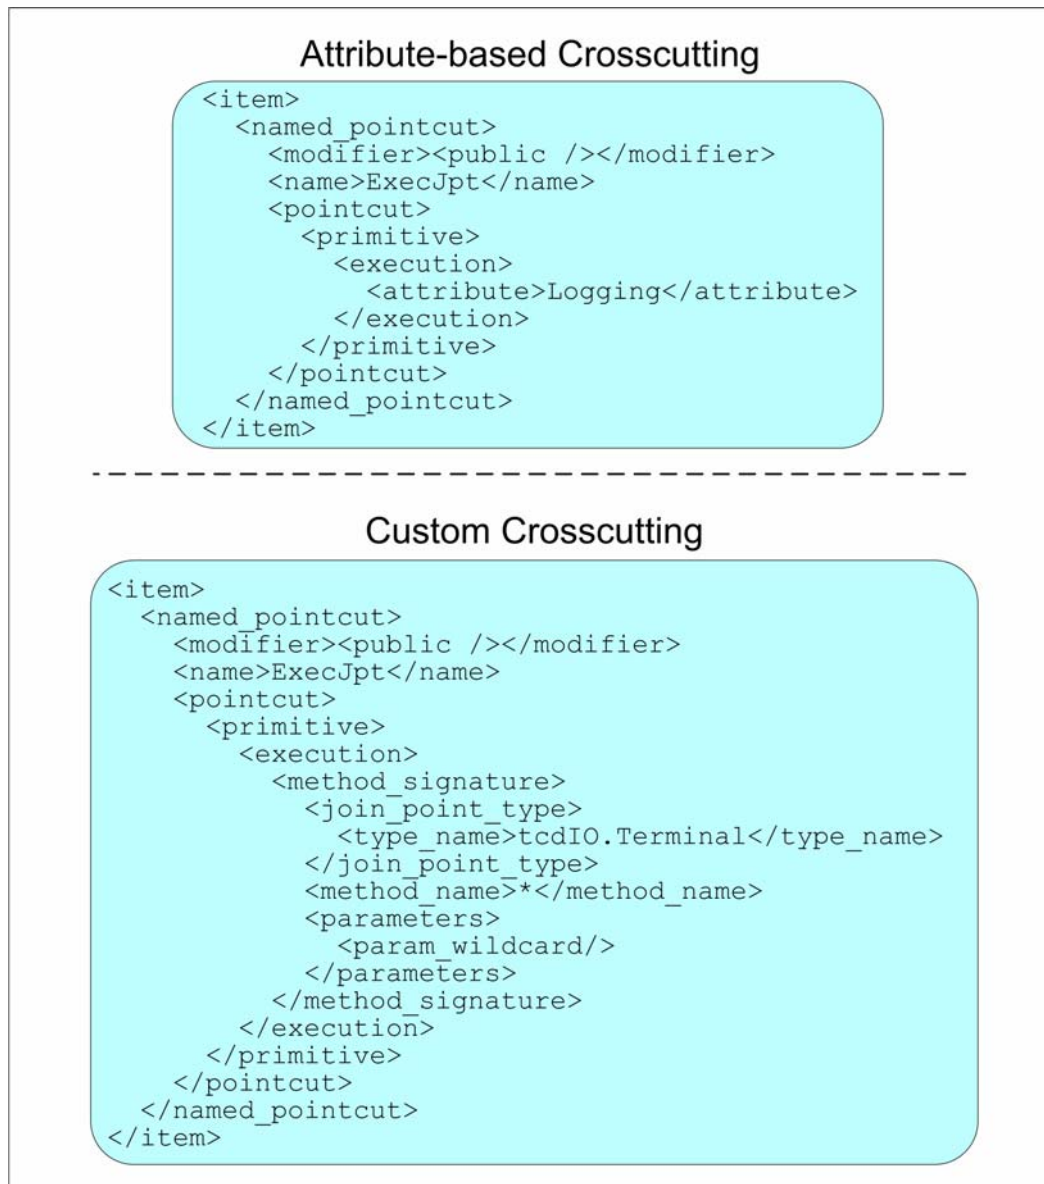 Attribute-based Crosscutting
<item>
  <named_pointcut>
    <modifier><public /></modifier>
    <name>ExecJpt</name>
    <pointcut>
      <primitive>
        <execution>
          <attribute>Logging</attribute>
        </execution>
      </primitive>
    </pointcut>
  </named_pointcut>
</item>
Custom Crosscutting
<item>
  <named_pointcut>
    <modifier><public /></modifier>
    <name>ExecJpt</name>
    <pointcut>
      <primitive>
        <execution>
          <method_signature>
            <join_point_type>
              <type_name>tcdIO.Terminal</type_name>
            </join_point_type>
            <method_name>*</method_name>
            <parameters>
              <param_wildcard/>
            </parameters>
          </method_signature>
        </execution>
      </primitive>
    </pointcut>
  </named_pointcut>
</item>